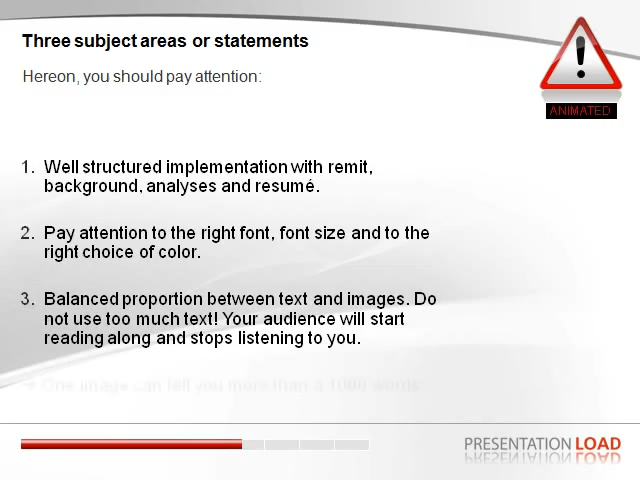 Three subject areas or statements
Hereon, you should pay attention:
ANIMATED
1. Well structured implementation with remit,
background, analyses and resumé.
2. Pay attention to the right font, font size and to the
right choice of color.
3. Balanced proportion between text and images. Do
not use too much text! Your audience will start
reading along and stops listening to you.
➔ One image can tell you more than a 1000 words
PRESENTATION LOAD